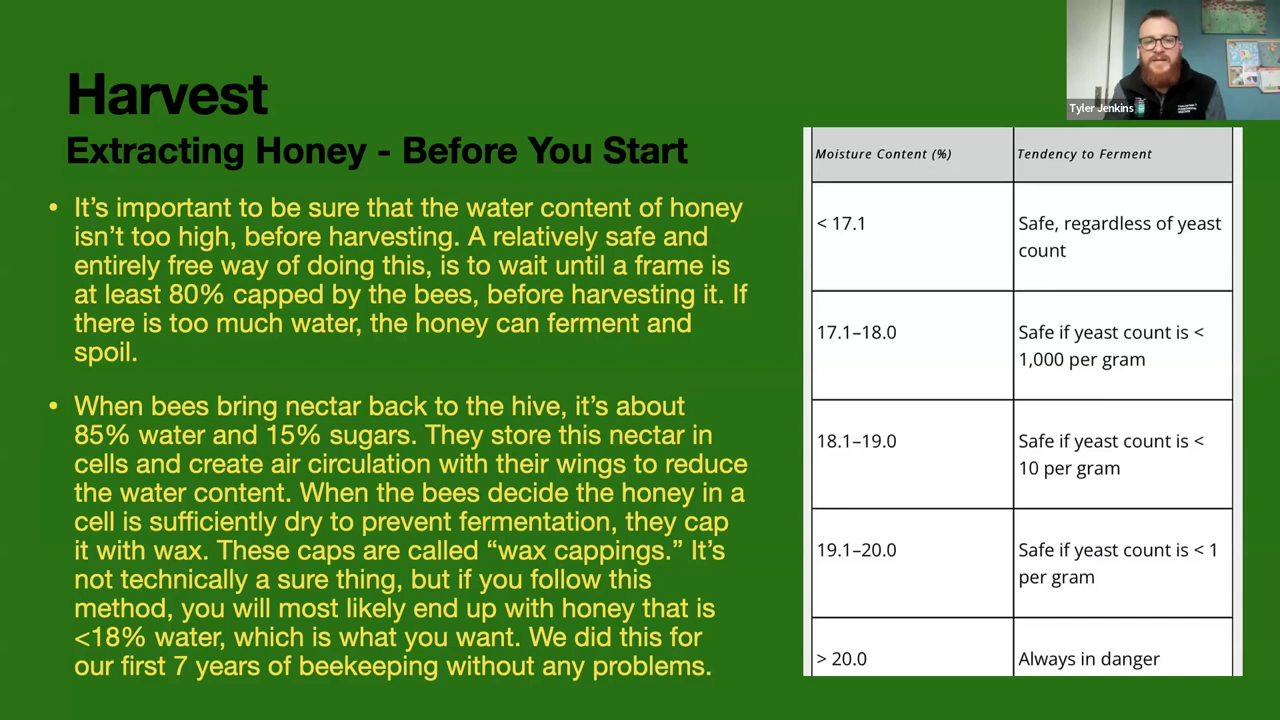 Harvest
Extracting Honey - Before You Start
• It’s important to be sure that the water content of honey
isn’t too high, before harvesting. A relatively safe and
entirely free way of doing this, is to wait until a frame is
at least 80% capped by the bees, before harvesting it. If
there is too much water, the honey can ferment and
spoil.
• When bees bring nectar back to the hive, it’s about
85% water and 15% sugars. They store this nectar in
cells and create air circulation with their wings to reduce
the water content. When the bees decide the honey in a
cell is sufficiently dry to prevent fermentation, they cap
it with wax. These caps are called “wax cappings.” It’s
not technically a sure thing, but if you follow this
method, you will most likely end up with honey that is
<18% water, which is what you want. We did this for
our first 7 years of beekeeping without any problems.
Tyler Jenkins
Moisture Content (%) Tendency to Ferment
< 17.1 Safe, regardless of yeast
count
17.1–18.0 Safe if yeast count is <
1,000 per gram
18.1–19.0 Safe if yeast count is <
10 per gram
19.1–20.0 Safe if yeast count is < 1
per gram
> 20.0 Always in danger